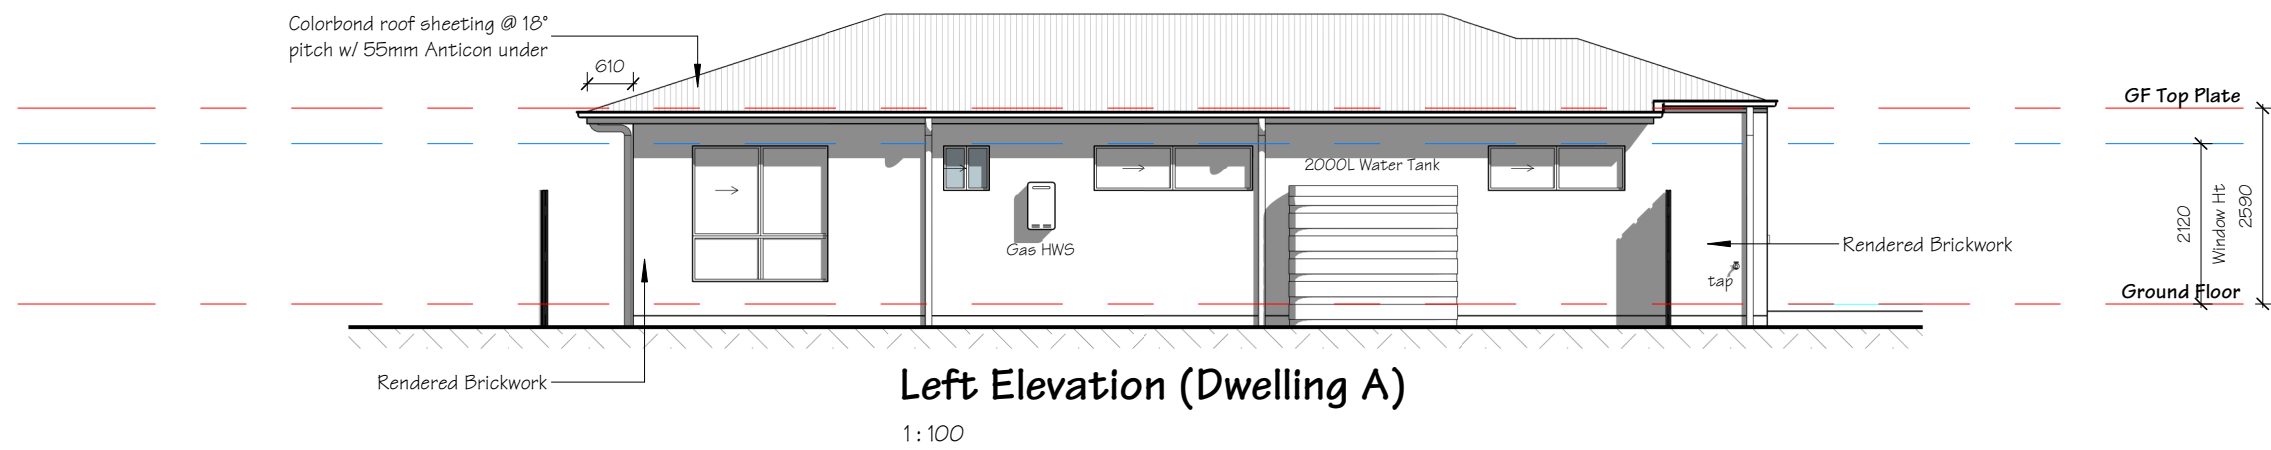 Colorbond roof sheeting @ 18°
pitch w/ 55mm Anticon under
610
GF Top Plate
2000L Water Tank
Gas HWS
Rendered Brickwork
tap
2120
Window Ht
2590
Ground Floor
Rendered Brickwork
Left Elevation (Dwelling A)
1 : 100